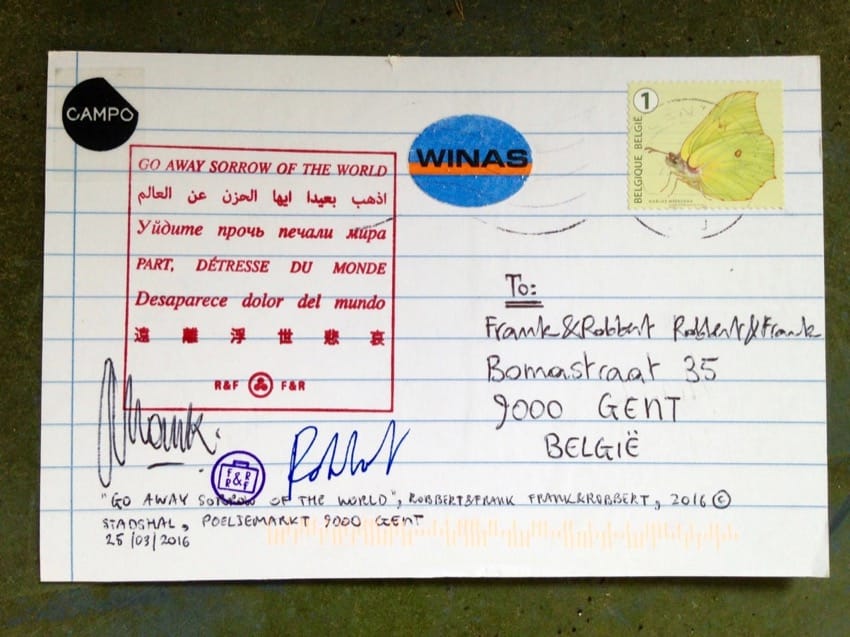 CAMPO
GO AWAY SORROW OF THE WORLD
اذهب بعيدا ايها الحزن عن العالم
Уйдите прочь печали мира
PART, DÉTRESSE DU MONDE
Desaparece dolor del mundo
遠離浮世悲哀
R&F F&R
WINAS
1
BELGIQUE BELGIË
To:
Frank&Robbert Robbert&Frank
Bomastraat 35
9000 GENT
BELGIË
Frank.
Robbert
F&R
R&F
"GO AWAY SORROW OF THE WORLD", ROBBERT&FRANK FRANK&ROBBERT, 2016 ©
STADSHAL, POELJEMARKT 9000 GENT
25/03/2016